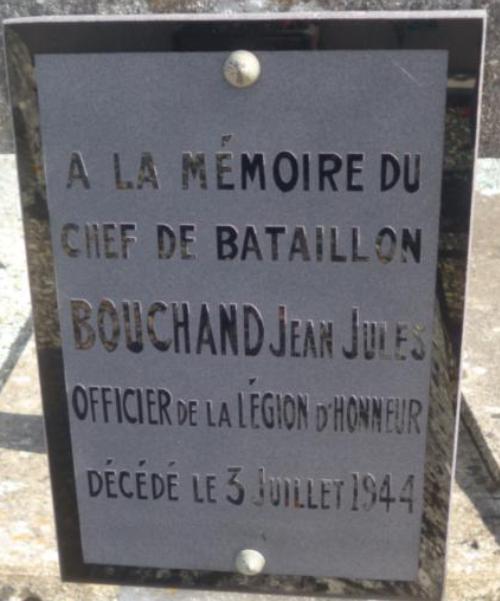 A LA MÉMOIRE DU
CHEF DE BATAILLON
BOUCHAND JEAN JULES
OFFICIER DE LA LÉGION D'HONNEUR
DÉCÉDÉ LE 3 JUILLET 1944